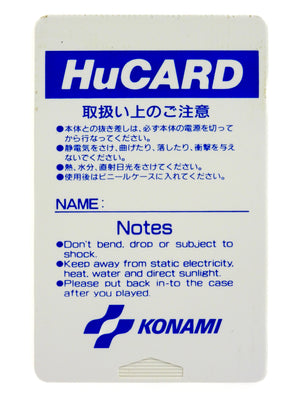 HuCARD
取扱い上のご注意
●本体との抜き差しは、必ず本体の電源を切って
から行なってください。
●静電気をさけ、曲げたり、落したり、衝撃を与え
ないでください。
●熱、水分、直射日光をさけてください。
●使用後はビニールケースに入れてください。
NAME:
Notes
●Don't bend, drop or subject to
shock.
●Keep away from static electricity,
heat, water and direct sunlight.
●Please put back in-to the case
after you played.
KONAMI